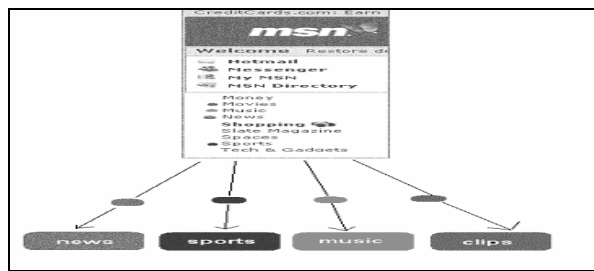 CreditCards.com: Earn
msn
Welcome Restore d
Hotmail
Messenger
My MSN
MSN Directory
Money
Movies
Music
News
Shopping
Slate Magazine
Spaces
Sports
Tech & Gadgets
news sports music clips